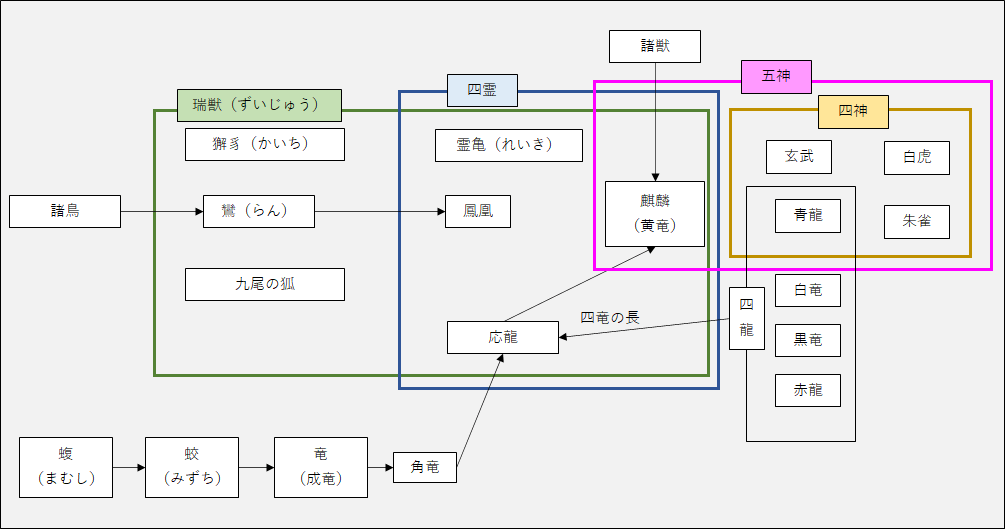 諸獣
五神
四霊
瑞獣（ずいじゅう）
四神
獬豸（かいち）
霊亀（れいき）
玄武
白虎
諸鳥
鸞（らん）
鳳凰
麒麟
（黄竜）
青龍
朱雀
九尾の狐
白竜
四
龍
四竜の長
応龍
黒竜
赤龍
蝮
（まむし）
蛟
（みずち）
竜
（成竜）
角竜